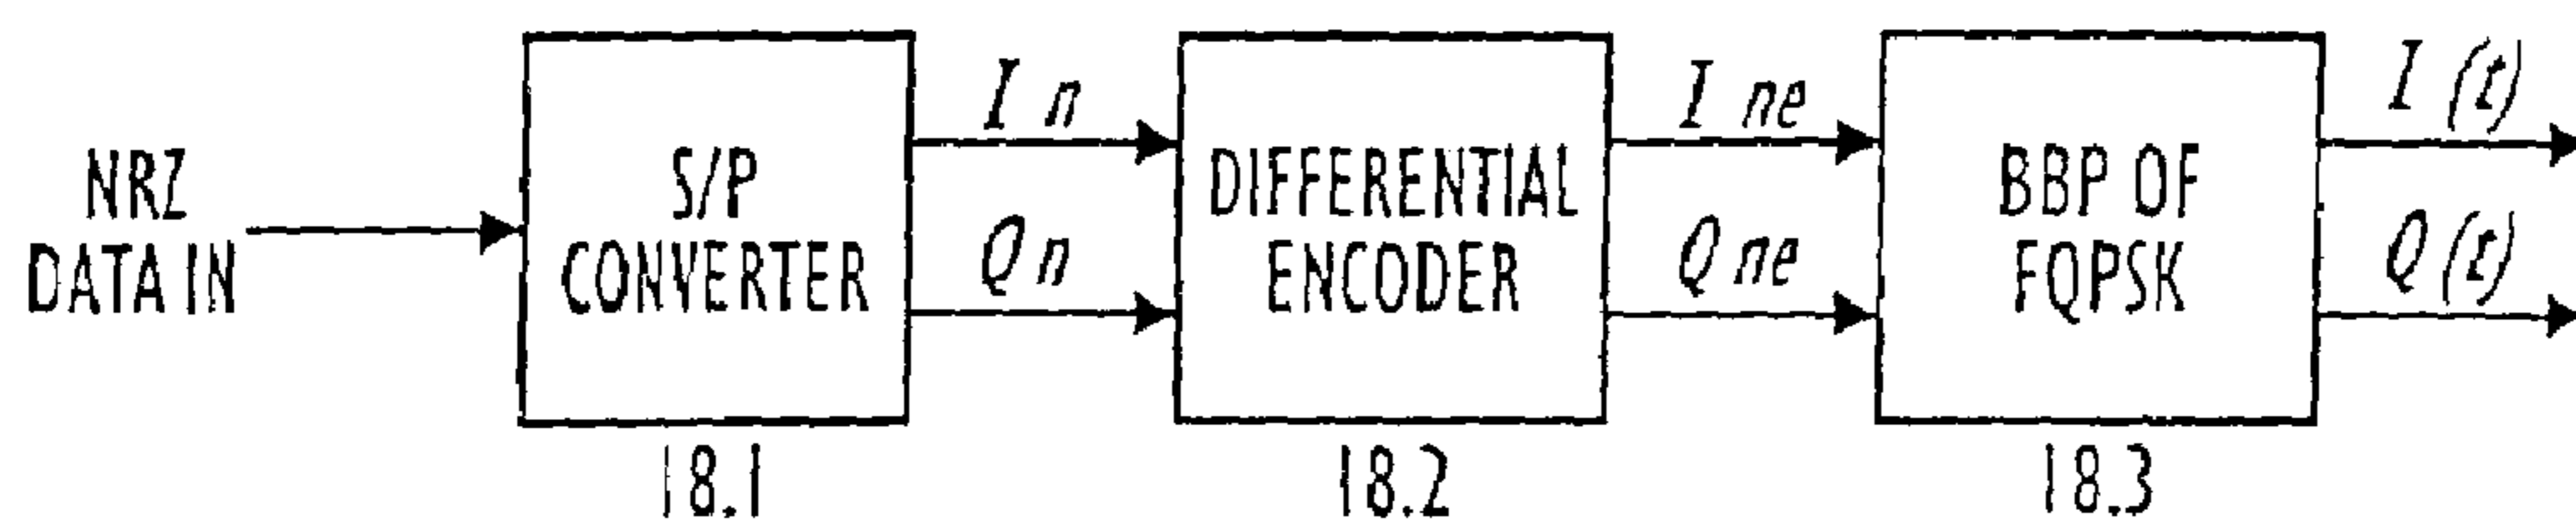 NRZ
DATA IN
S/P
CONVERTER
18.1
I n
Q n
DIFFERENTIAL
ENCODER
18.2
I ne
Q ne
BBP OF
FQPSK
18.3
I (t)
Q (t)